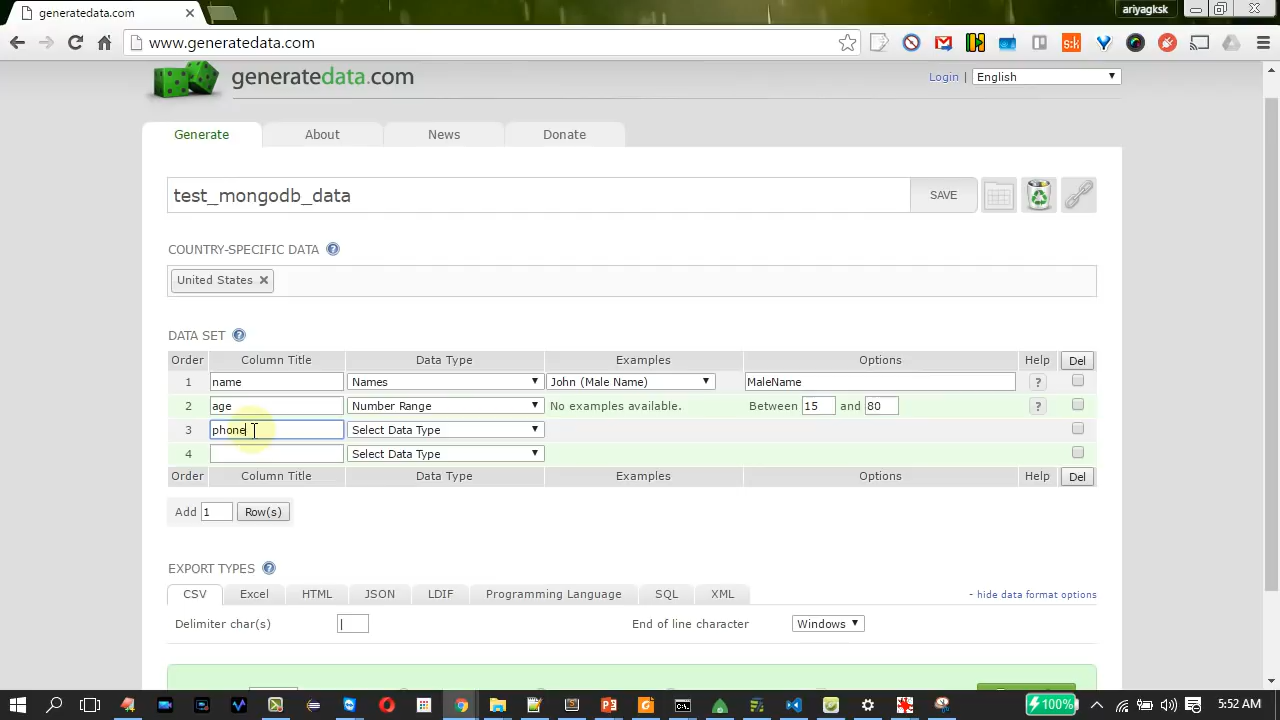 generatedata.com
ariyagksk
www.generatedata.com
generatedata.com
Login | English
Generate About News Donate
test_mongodb_data SAVE
COUNTRY-SPECIFIC DATA ?
United States
DATA SET ?
Order Column Title Data Type Examples Options Help Del
1 name Names John (Male Name) MaleName ?
2 age Number Range No examples available. Between 15 and 80 ?
3 phone Select Data Type
4 Select Data Type
Order Column Title Data Type Examples Options Help Del
Add 1 Row(s)
EXPORT TYPES ?
CSV Excel HTML JSON LDIF Programming Language SQL XML - hide data format options
Delimiter char(s) | End of line character Windows
100% 5:52 AM